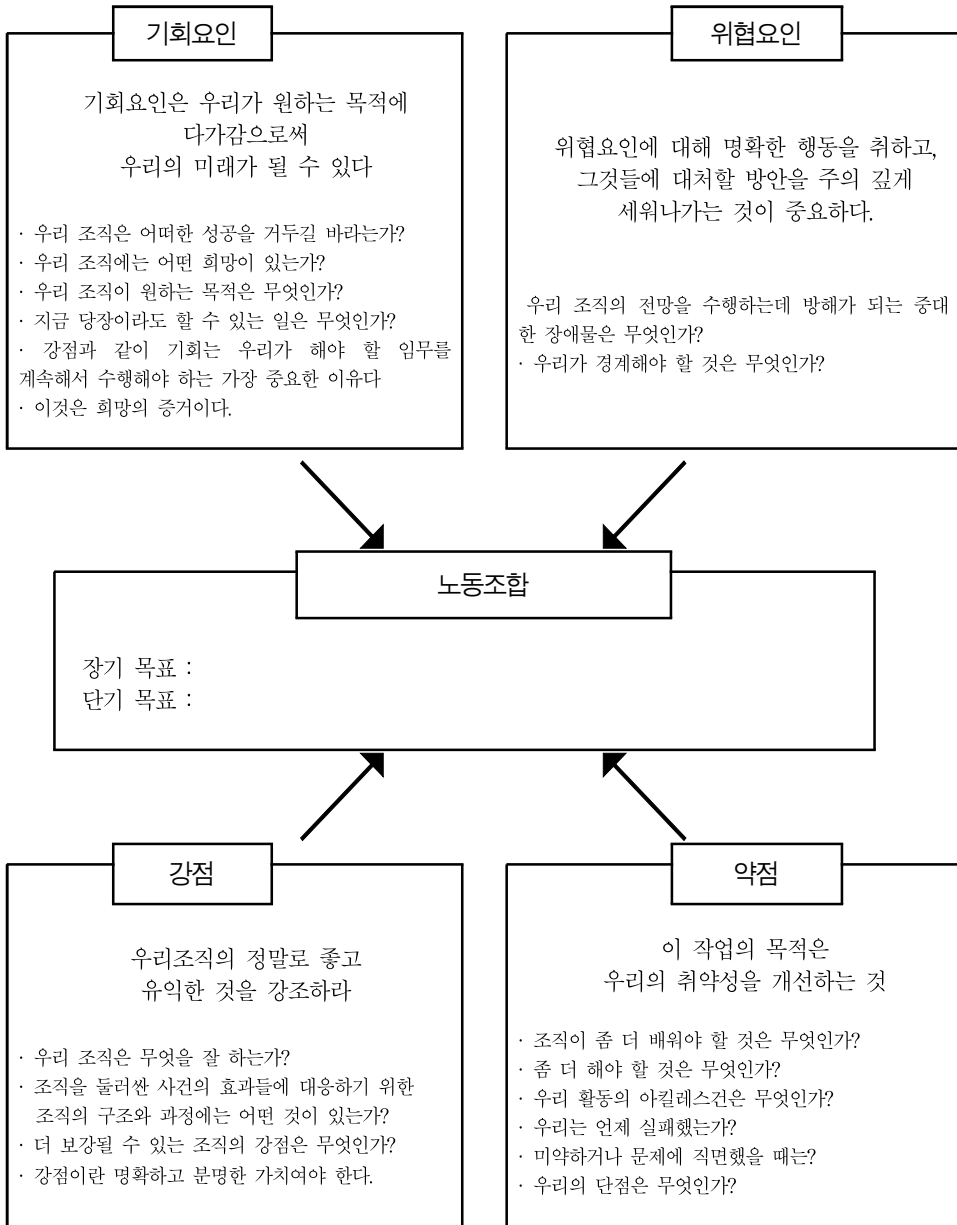 기회요인
기회요인은 우리가 원하는 목적에
다가감으로써
우리의 미래가 될 수 있다
· 우리 조직은 어떠한 성공을 거두길 바라는가?
· 우리 조직에는 어떤 희망이 있는가?
· 우리 조직이 원하는 목적은 무엇인가?
· 지금 당장이라도 할 수 있는 일은 무엇인가?
· 강점과 같이 기회는 우리가 해야 할 임무를
계속해서 수행해야 하는 가장 중요한 이유다
· 이것은 희망의 증거이다.
위협요인
위협요인에 대해 명확한 행동을 취하고,
그것들에 대처할 방안을 주의 깊게
세워나가는 것이 중요하다.
우리 조직의 전망을 수행하는데 방해가 되는 중대
한 장애물은 무엇인가?
· 우리가 경계해야 할 것은 무엇인가?
노동조합
장기 목표 :
단기 목표 :
강점
우리조직의 정말로 좋고
유익한 것을 강조하라
· 우리 조직은 무엇을 잘 하는가?
· 조직을 둘러싼 사건의 효과들에 대응하기 위한
조직의 구조와 과정에는 어떤 것이 있는가?
· 더 보강될 수 있는 조직의 강점은 무엇인가?
· 강점이란 명확하고 분명한 가치여야 한다.
약점
이 작업의 목적은
우리의 취약성을 개선하는 것
· 조직이 좀 더 배워야 할 것은 무엇인가?
· 좀 더 해야 할 것은 무엇인가?
· 우리 활동의 아킬레스건은 무엇인가?
· 우리는 언제 실패했는가?
· 미약하거나 문제에 직면했을 때는?
· 우리의 단점은 무엇인가?